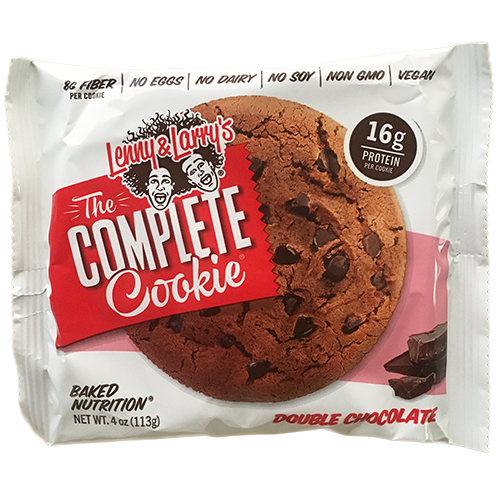 8G FIBER PER COOKIE | NO EGGS | NO DAIRY | NO SOY | NON GMO | VEGAN
Lenny & Larry's
The
COMPLETE
Cookie®
16g
PROTEIN
PER COOKIE
BAKED
NUTRITION®
NET WT. 4 oz (113g)
DOUBLE CHOCOLATE